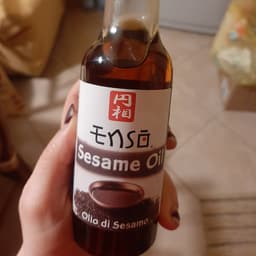 円
相
Ensō
Sesame Oil
Olio di Sesamo